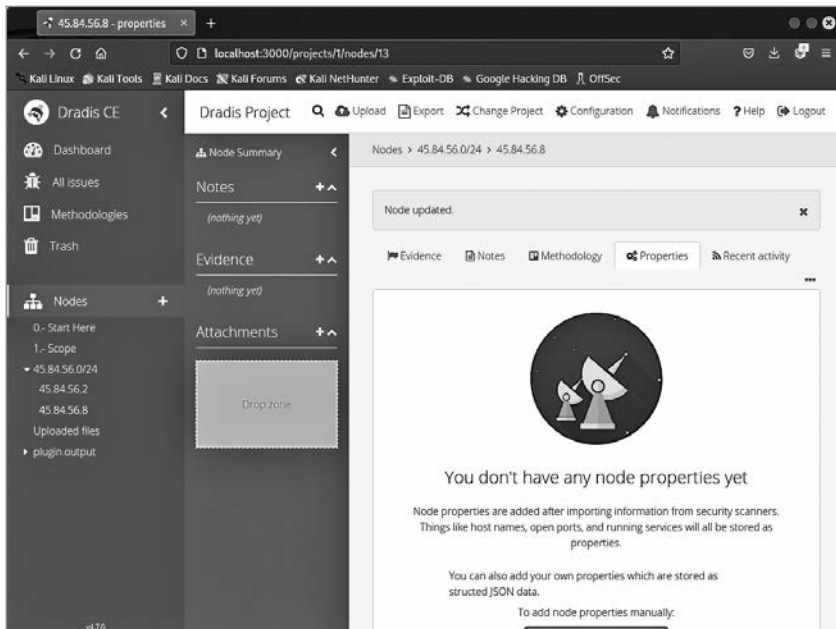 45.84.56.8 - properties × +
localhost:3000/projects/1/nodes/13
Kali Linux Kali Tools Kali Docs Kali Forums Kali NetHunter Exploit-DB Google Hacking DB OffSec
Dradis CE
Dradis Project Upload Export Change Project Configuration Notifications ? Help Logout
Dashboard
All issues
Methodologies
Trash
Nodes +
0.- Start Here
1.- Scope
45.84.56.0/24
45.84.56.2
45.84.56.8
Uploaded files
plugin.output
v4.7.0
Node Summary
Notes +
(nothing yet)
Evidence +
(nothing yet)
Attachments +
Drop zone
Nodes > 45.84.56.0/24 > 45.84.56.8
Node updated. ×
Evidence Notes Methodology Properties Recent activity
...
You don't have any node properties yet
Node properties are added after importing information from security scanners.
Things like host names, open ports, and running services will all be stored as
properties.
You can also add your own properties which are stored as
structed JSON data.
To add node properties manually: